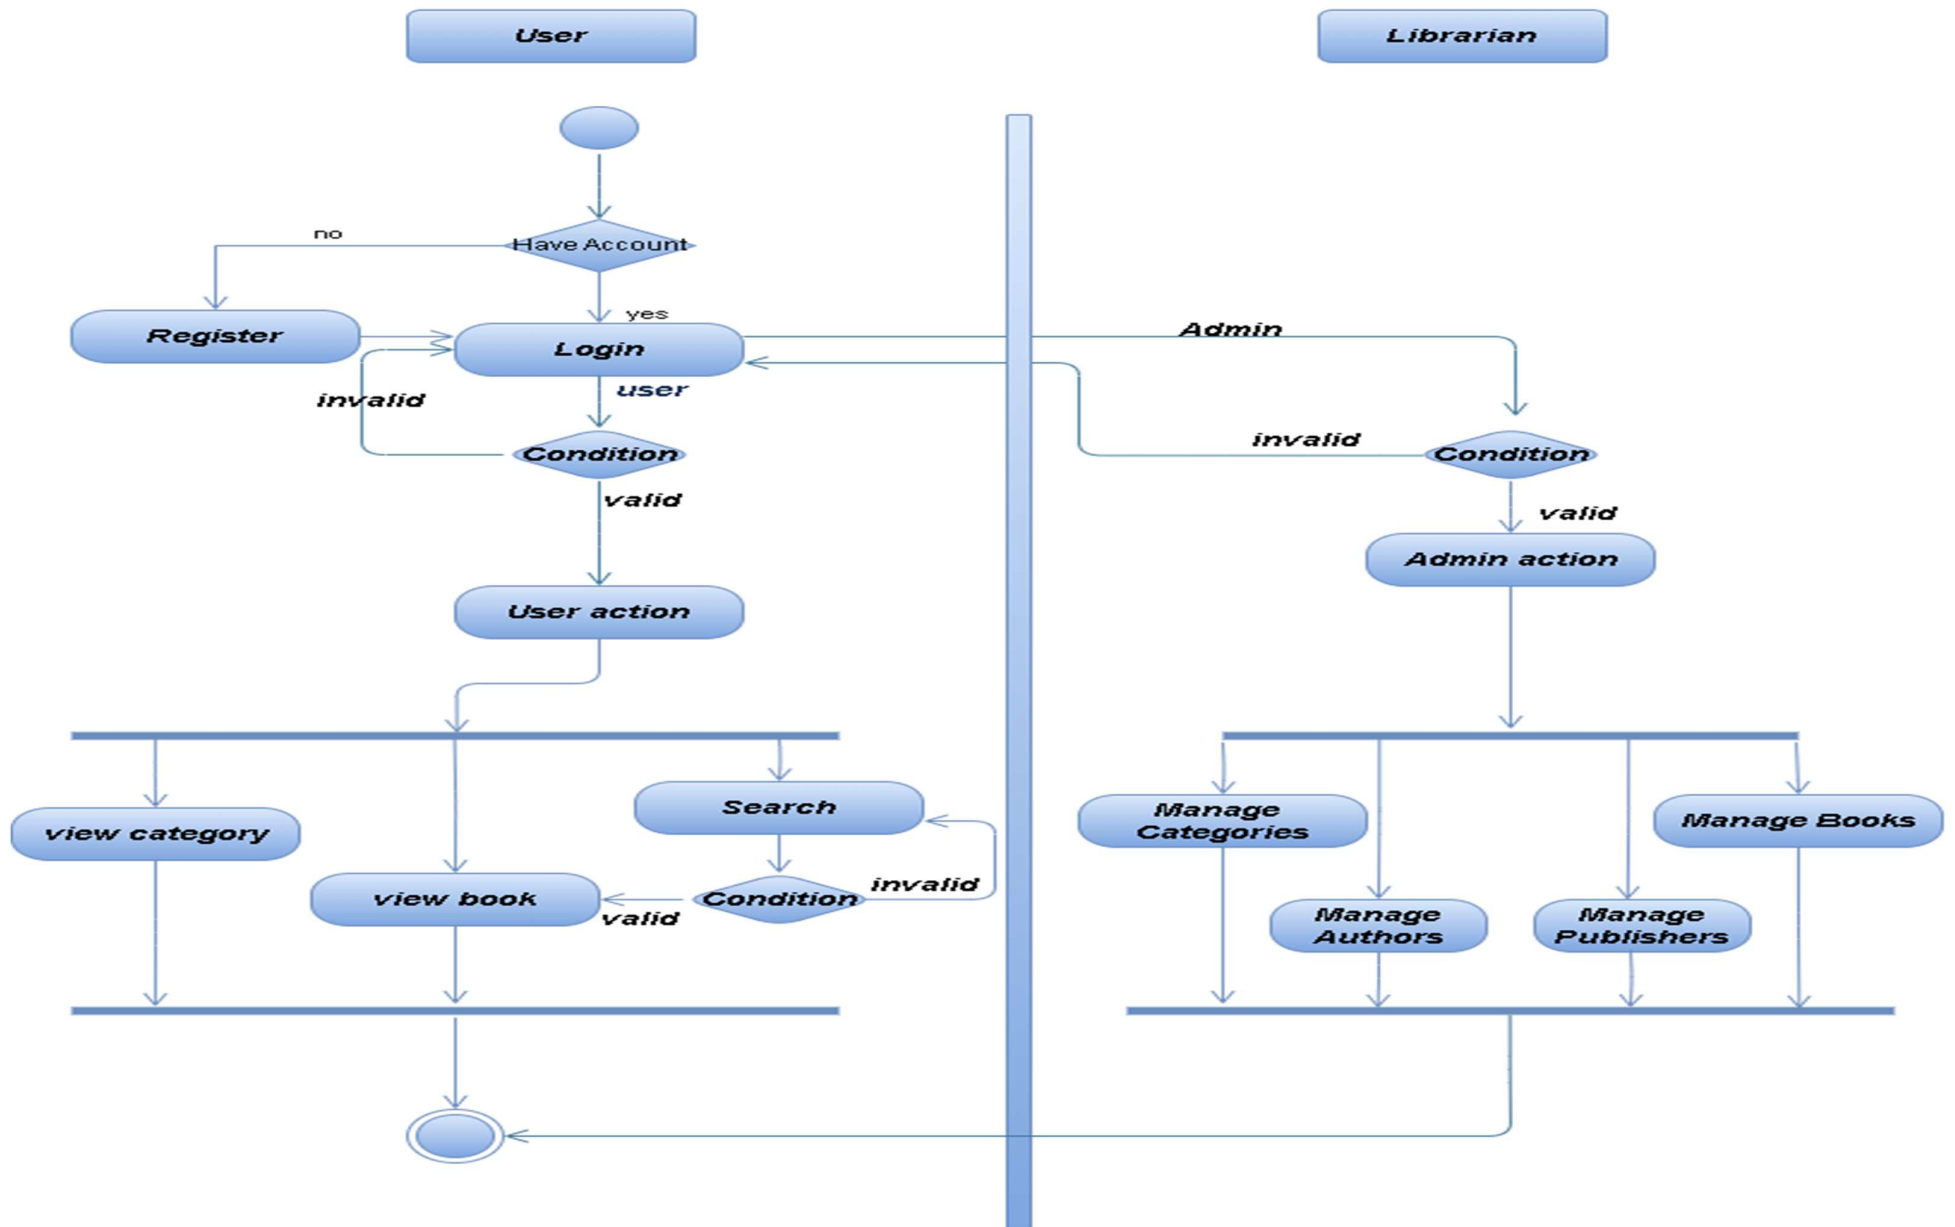 User
Librarian
no
Have Account
yes
Register
Login
Admin
user
invalid
invalid
Condition
Condition
valid
valid
Admin action
User action
Search
Manage
Categories
Manage Books
view category
invalid
view book
Condition
valid
Manage
Authors
Manage
Publishers